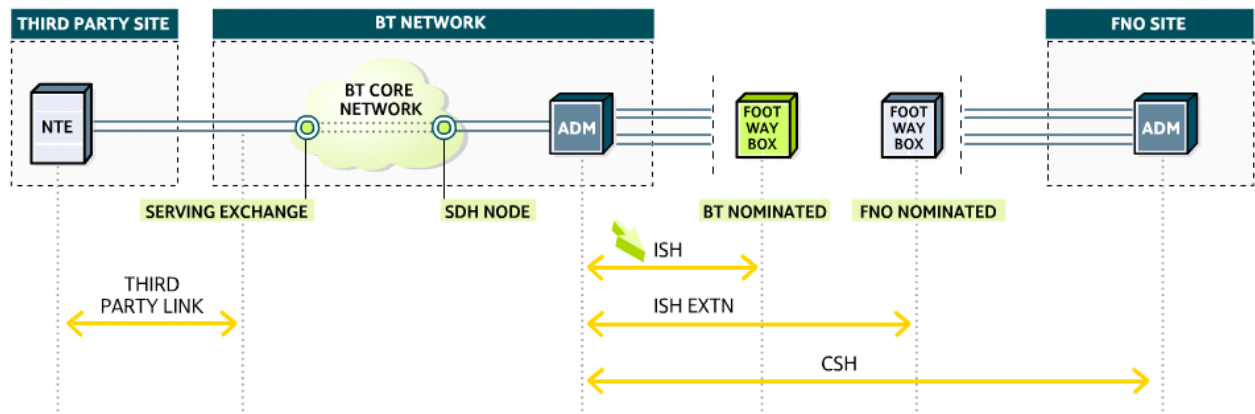 THIRD PARTY SITE
BT NETWORK
FNO SITE
NTE
BT CORE
NETWORK
ADM
FOOT
WAY
BOX
FOOT
WAY
BOX
ADM
SERVING EXCHANGE
SDH NODE
BT NOMINATED
FNO NOMINATED
ISH
THIRD
PARTY LINK
ISH EXTN
CSH